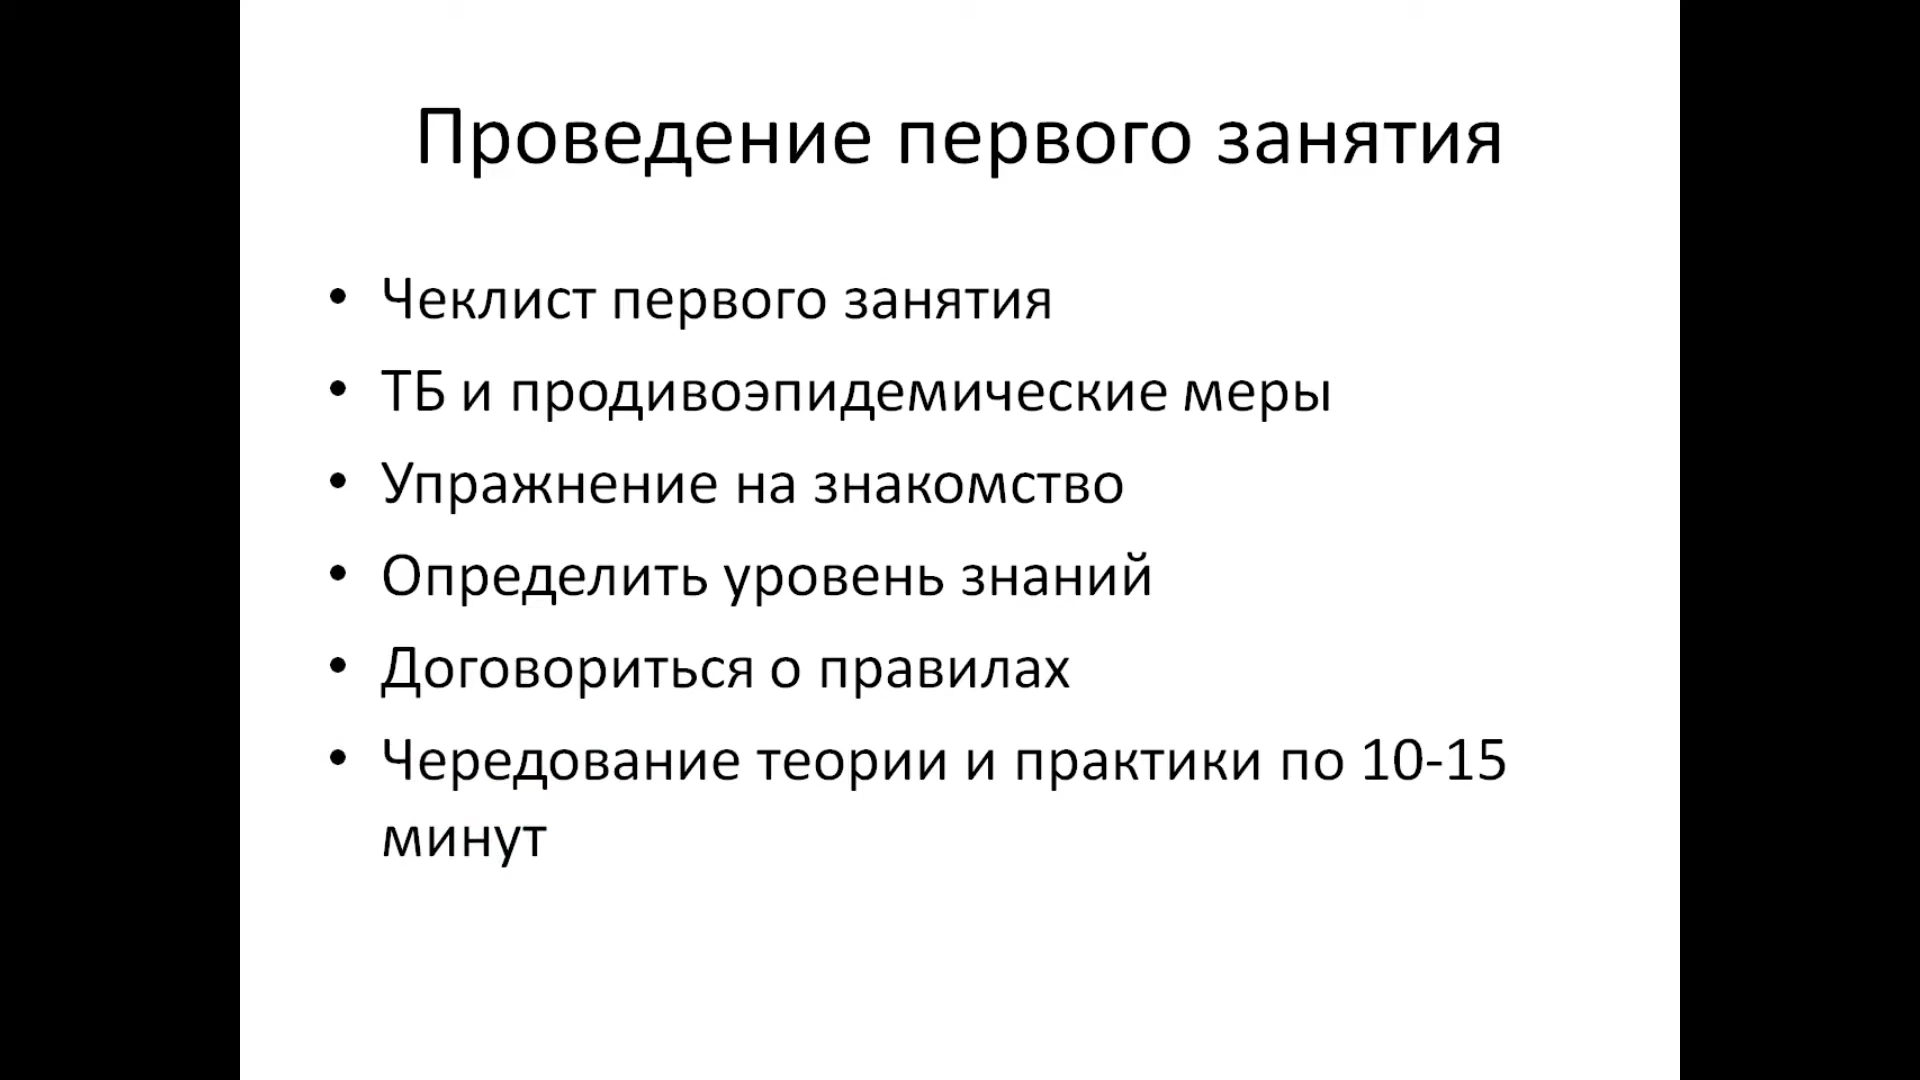 Проведение первого занятия
• Чеклист первого занятия
• ТБ и продивоэпидемические меры
• Упражнение на знакомство
• Определить уровень знаний
• Договориться о правилах
• Чередование теории и практики по 10-15
минут